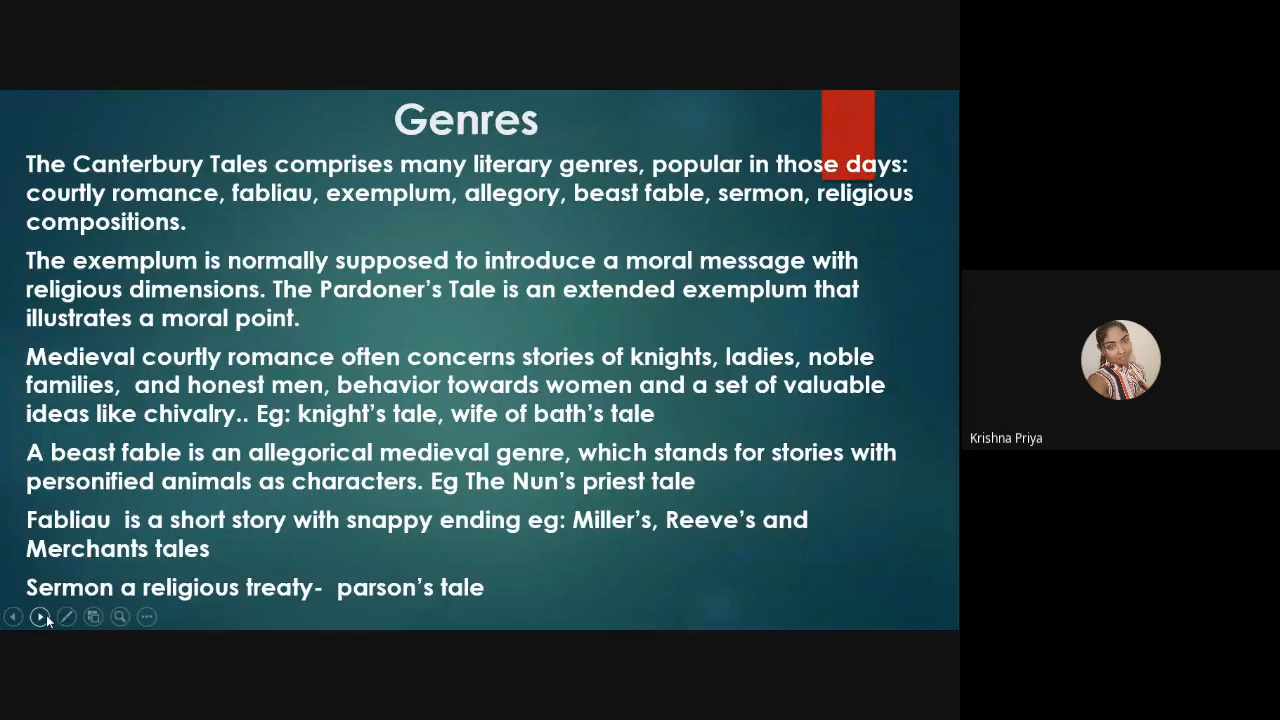 Genres
The Canterbury Tales comprises many literary genres, popular in those days:
courtly romance, fabliau, exemplum, allegory, beast fable, sermon, religious
compositions.
The exemplum is normally supposed to introduce a moral message with
religious dimensions. The Pardoner’s Tale is an extended exemplum that
illustrates a moral point.
Medieval courtly romance often concerns stories of knights, ladies, noble
families,  and honest men, behavior towards women and a set of valuable
ideas like chivalry.. Eg: knight’s tale, wife of bath’s tale
A beast fable is an allegorical medieval genre, which stands for stories with
personified animals as characters. Eg The Nun’s priest tale
Fabliau  is a short story with snappy ending eg: Miller’s, Reeve’s and
Merchants tales
Sermon a religious treaty-  parson’s tale
Krishna Priya